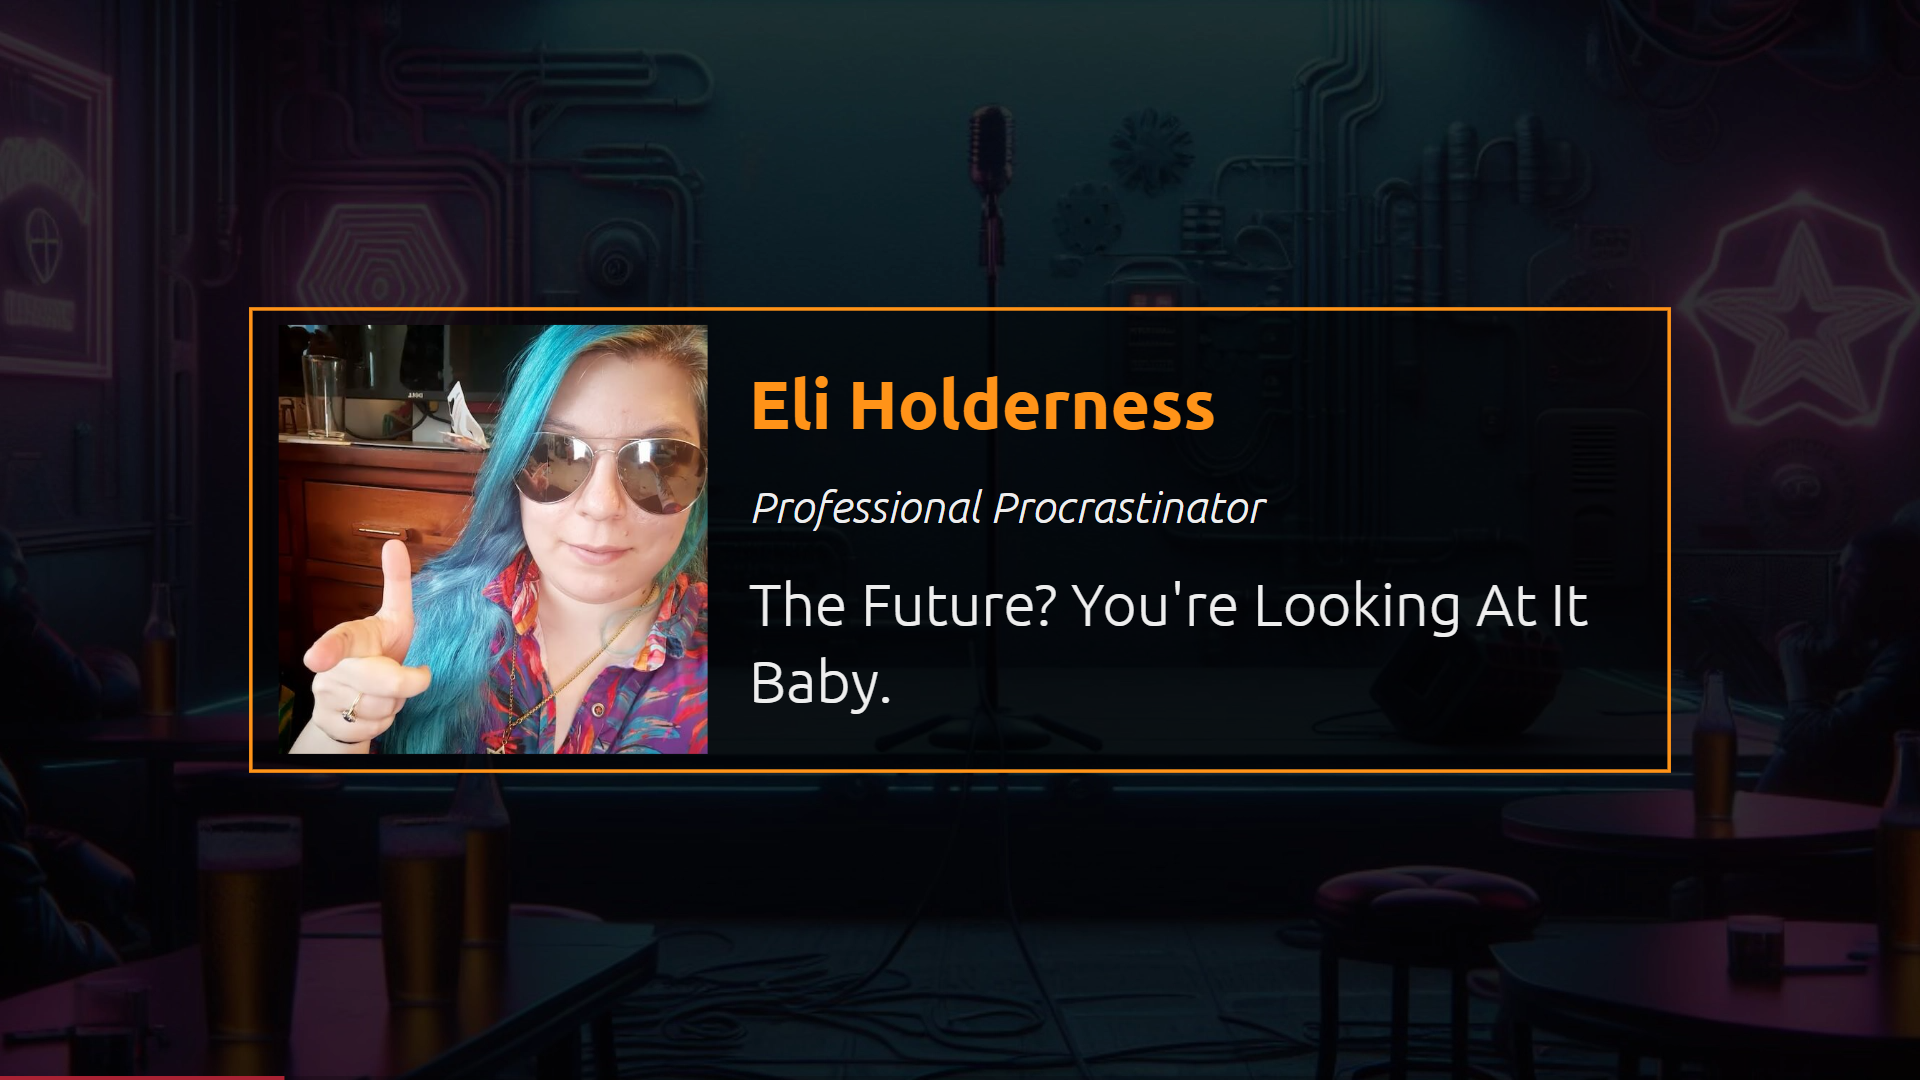 Eli Holderness
Professional Procrastinator
The Future? You're Looking At It
Baby.